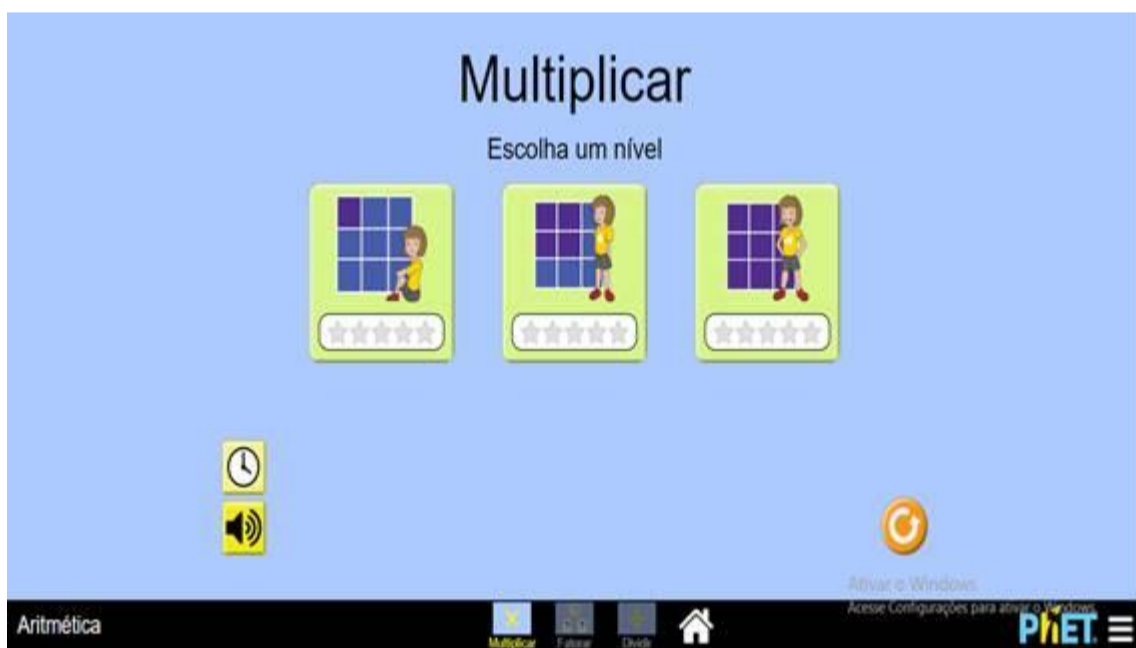 Multiplicar
Escolha um nível
Ativar o Windows
Acesse Configurações para ativar o Windows.
Aritmética
Multiplicar
Fatorar
Dividir
PhET